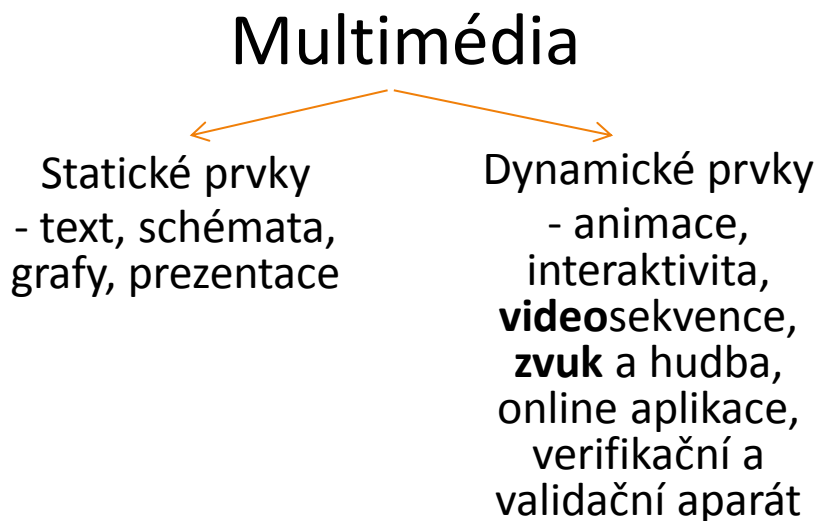 Multimédia
Statické prvky
- text, schémata,
grafy, prezentace
Dynamické prvky
- animace,
interaktivita,
videosekvence,
zvuk a hudba,
online aplikace,
verifikační a
validační aparát